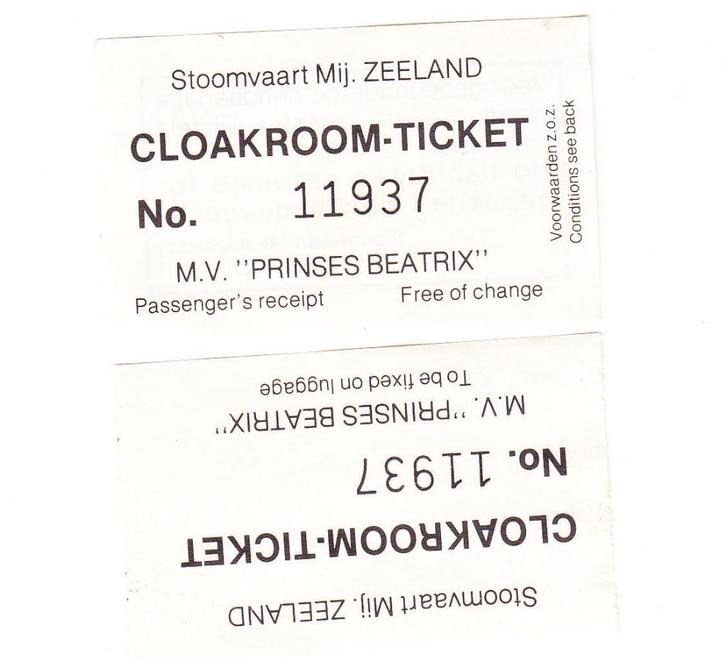 Stoomvaart Mij. ZEELAND
CLOAKROOM-TICKET
No. 11937
M.V. "PRINSES BEATRIX"
Passenger's receipt Free of change
Voorwaarden z.o.z.
Conditions see back
Stoomvaart Mij. ZEELAND
CLOAKROOM-TICKET
No. 11937
M.V. "PRINSES BEATRIX"
To be fixed on luggage